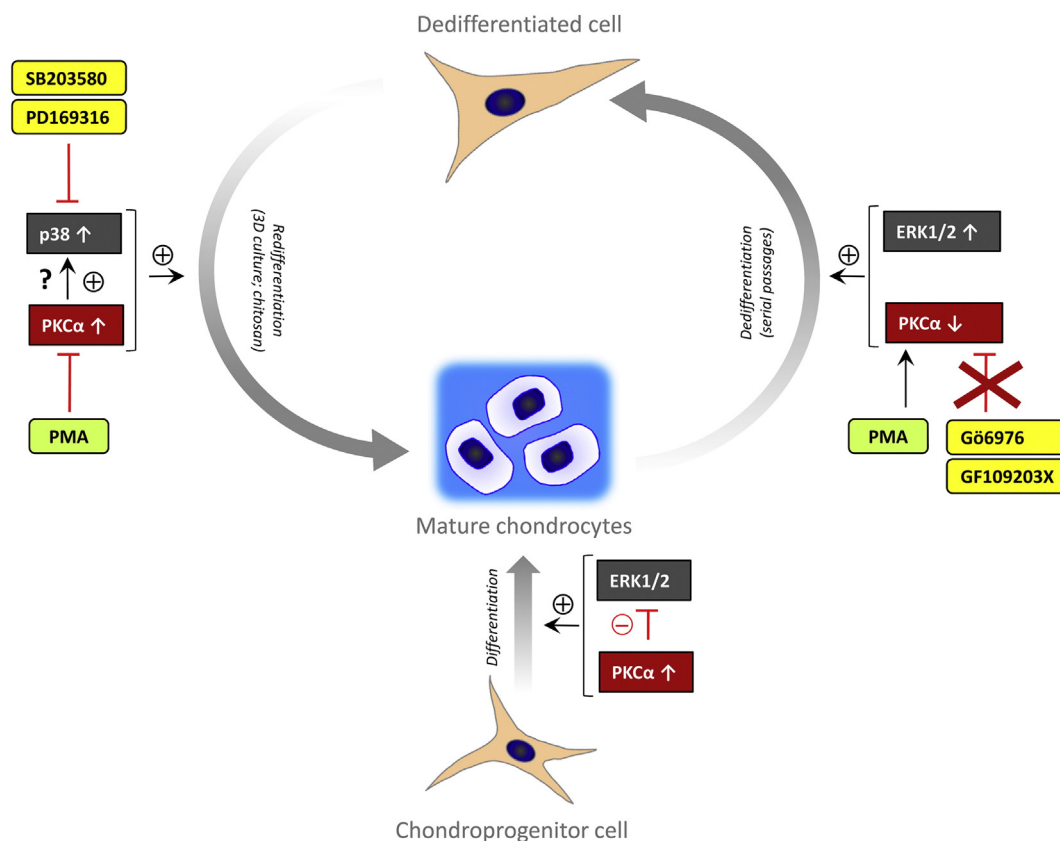 Dedifferentiated cell
SB203580
PD169316
p38 ↑
? ⊕
PKCα ↑
PMA
⊕
Redifferentiation
(3D culture; chitosan)
Dedifferentiation
(serial passages)
⊕
ERK1/2 ↑
PKCα ↓
PMA
Gö6976
GF109203X
Mature chondrocytes
Differentiation
⊕
ERK1/2
⊖
PKCα ↑
Chondroprogenitor cell